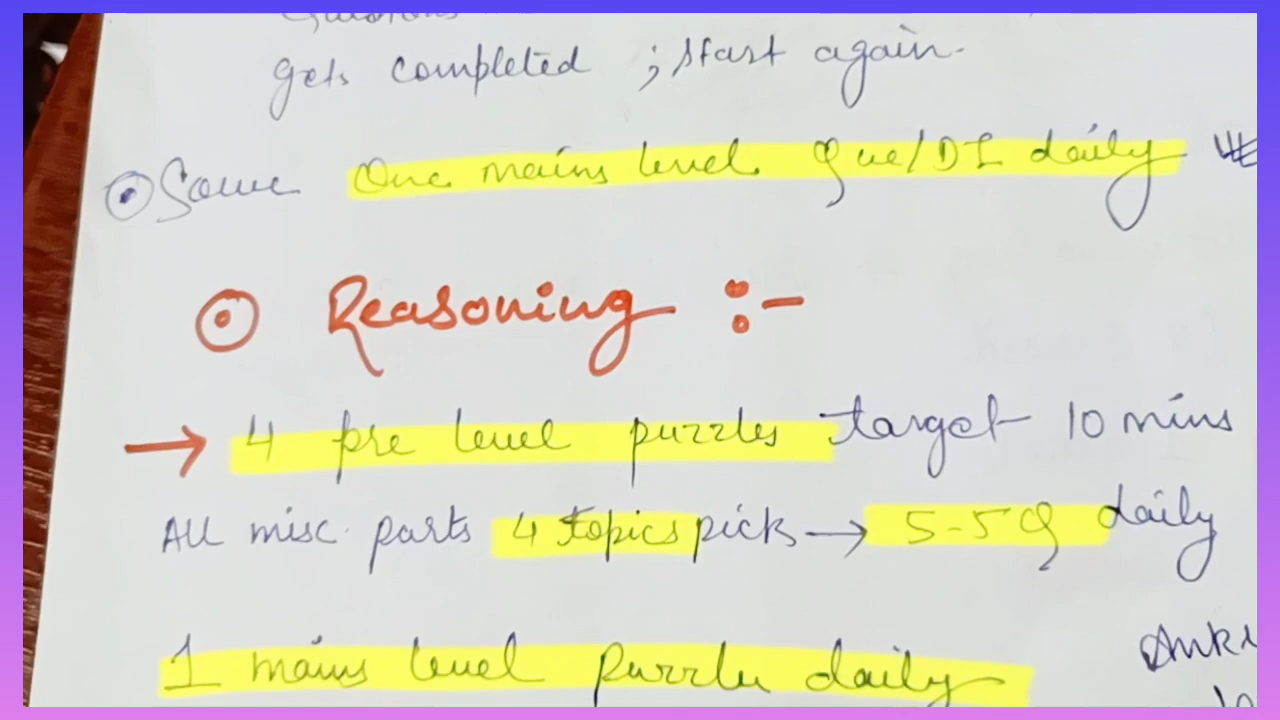 gets completed ; start again.
Some One mains level que/DI daily
Reasoning :-
→ 4 pre level puzzles target 10 mins
All misc. parts 4 topics pick → 5-5Q daily
1 mains level puzzle daily